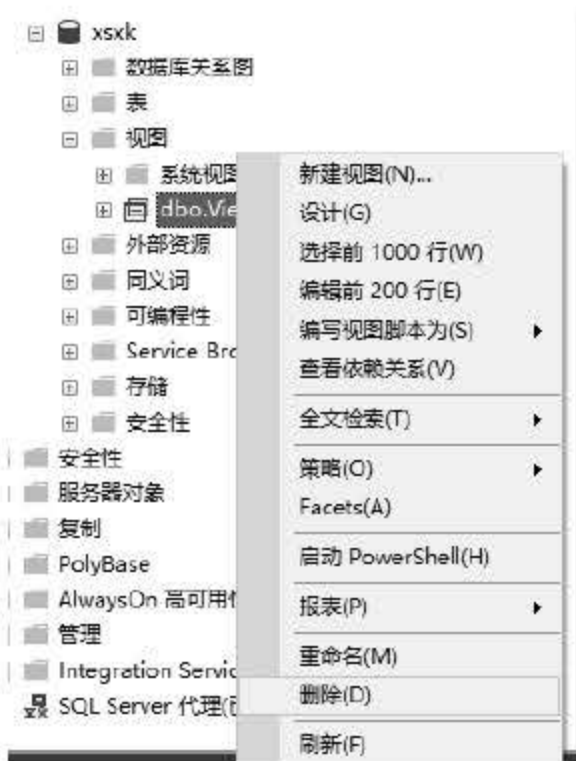 xsxk
数据库关系图
表
视图
系统视图
dbo.Vie
外部资源
同义词
可编程性
Service Bro
存储
安全性
安全性
服务器对象
复制
PolyBase
AlwaysOn 高可用
管理
Integration Servic
SQL Server 代理
新建视图(N)...
设计(G)
选择前 1000 行(W)
编辑前 200 行(E)
编写视图脚本为(S)
查看依赖关系(V)
全文检索(T)
策略(O)
Facets(A)
启动 PowerShell(H)
报表(P)
重命名(M)
删除(D)
刷新(F)